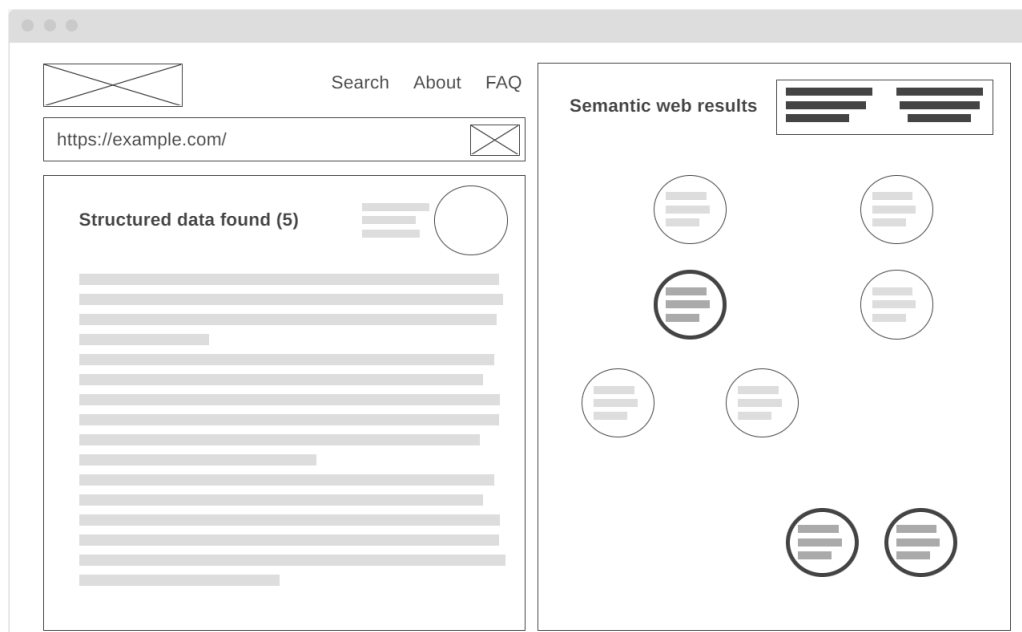 Search About FAQ
https://example.com/
Structured data found (5)
Semantic web results